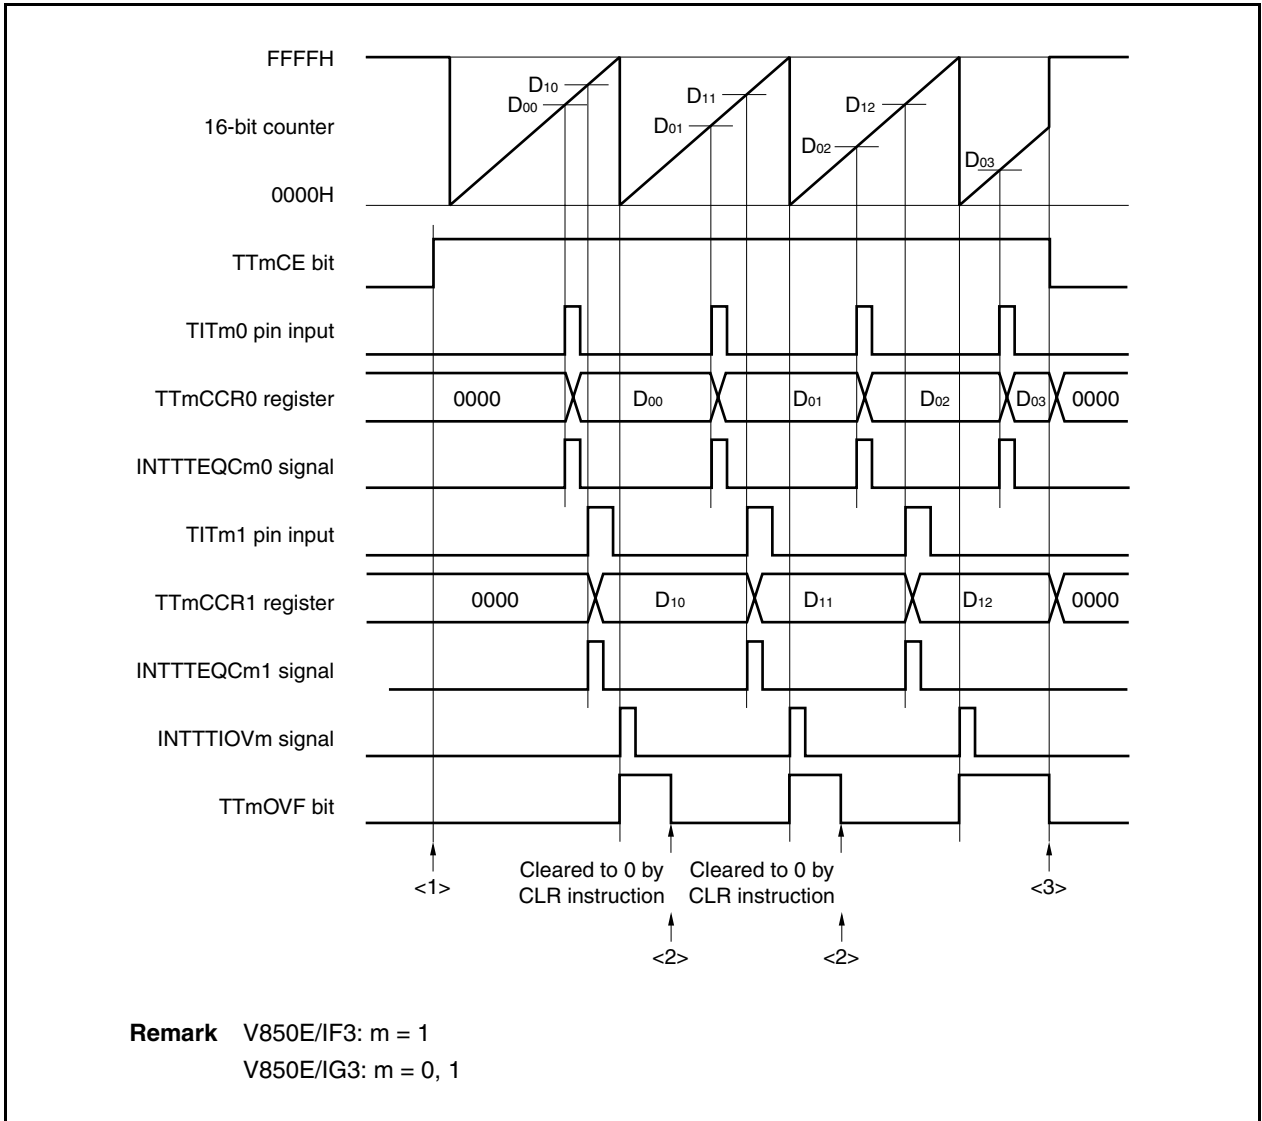 FFFFH
D10
D00
D11
D01
D12
D02
D03
16-bit counter
0000H
TTmCE bit
TITm0 pin input
TTmCCR0 register
0000
D00
D01
D02
D03
0000
INTTTEQCm0 signal
TITm1 pin input
TTmCCR1 register
0000
D10
D11
D12
0000
INTTTEQCm1 signal
INTTTIOVm signal
TTmOVF bit
<1>
Cleared to 0 by
CLR instruction
Cleared to 0 by
CLR instruction
<3>
<2>
<2>
Remark V850E/IF3: m = 1
V850E/IG3: m = 0, 1